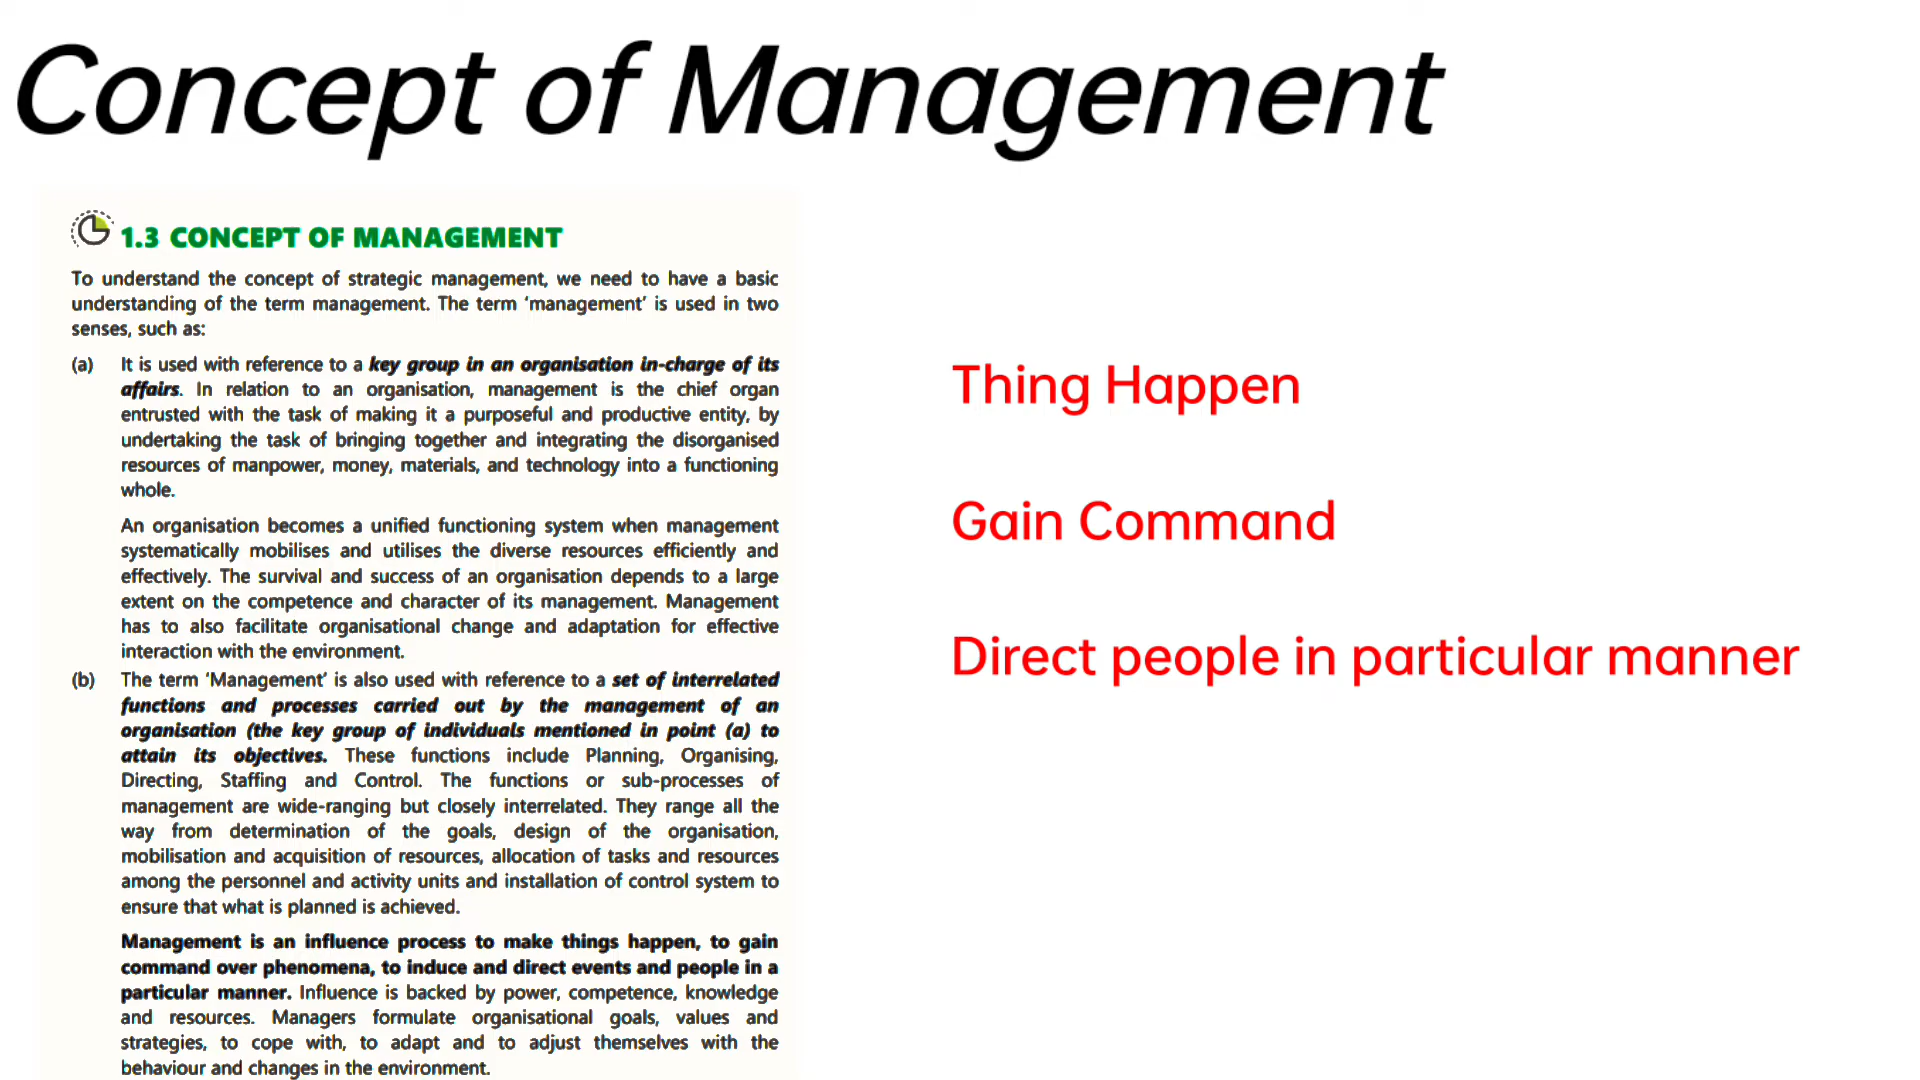 Concept of Management
1.3 CONCEPT OF MANAGEMENT
To understand the concept of strategic management, we need to have a basic
understanding of the term management. The term ‘management’ is used in two
senses, such as:
(a) It is used with reference to a key group in an organisation in-charge of its
affairs. In relation to an organisation, management is the chief organ
entrusted with the task of making it a purposeful and productive entity, by
undertaking the task of bringing together and integrating the disorganised
resources of manpower, money, materials, and technology into a functioning
whole.
An organisation becomes a unified functioning system when management
systematically mobilises and utilises the diverse resources efficiently and
effectively. The survival and success of an organisation depends to a large
extent on the competence and character of its management. Management
has to also facilitate organisational change and adaptation for effective
interaction with the environment.
(b) The term ‘Management’ is also used with reference to a set of interrelated
functions and processes carried out by the management of an
organisation (the key group of individuals mentioned in point (a) to
attain its objectives. These functions include Planning, Organising,
Directing, Staffing and Control. The functions or sub-processes of
management are wide-ranging but closely interrelated. They range all the
way from determination of the goals, design of the organisation,
mobilisation and acquisition of resources, allocation of tasks and resources
among the personnel and activity units and installation of control system to
ensure that what is planned is achieved.
Management is an influence process to make things happen, to gain
command over phenomena, to induce and direct events and people in a
particular manner. Influence is backed by power, competence, knowledge
and resources. Managers formulate organisational goals, values and
strategies, to cope with, to adapt and to adjust themselves with the
behaviour and changes in the environment.
Thing Happen
Gain Command
Direct people in particular manner